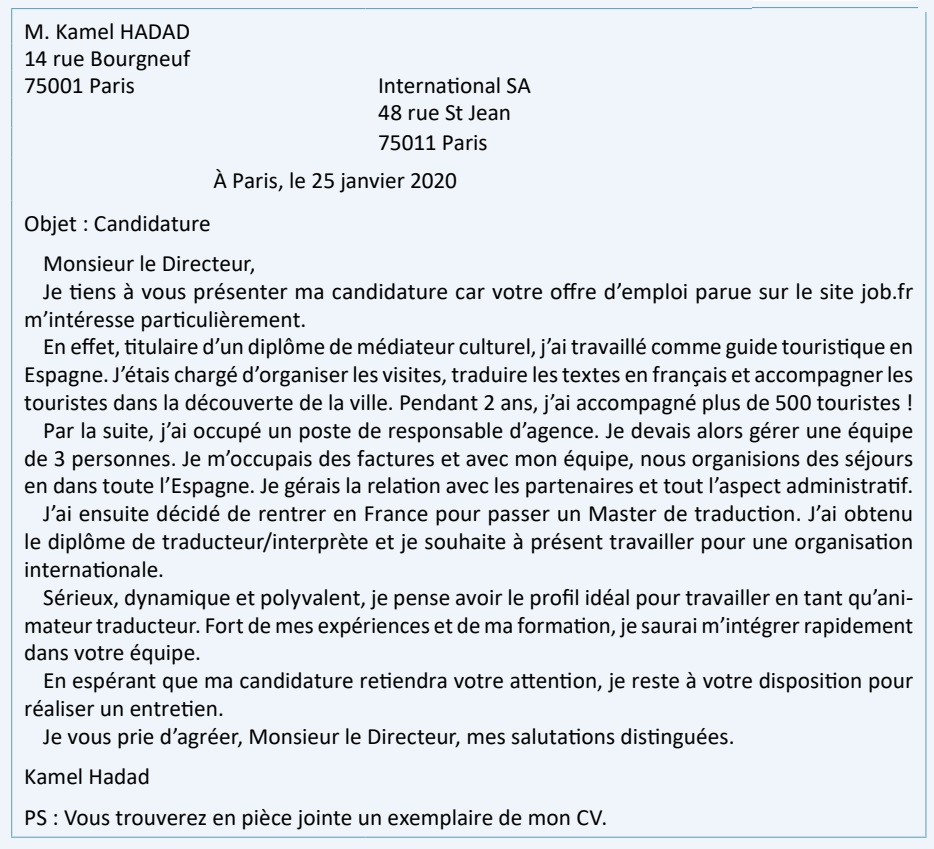 M. Kamel HADAD
14 rue Bourgneuf
75001 Paris
International SA
48 rue St Jean
75011 Paris
À Paris, le 25 janvier 2020
Objet : Candidature
Monsieur le Directeur,
Je tiens à vous présenter ma candidature car votre offre d'emploi parue sur le site job.fr
m'intéresse particulièrement.
En effet, titulaire d'un diplôme de médiateur culturel, j'ai travaillé comme guide touristique en
Espagne. J'étais chargé d'organiser les visites, traduire les textes en français et accompagner les
touristes dans la découverte de la ville. Pendant 2 ans, j'ai accompagné plus de 500 touristes !
Par la suite, j'ai occupé un poste de responsable d'agence. Je devais alors gérer une équipe
de 3 personnes. Je m'occupais des factures et avec mon équipe, nous organisions des séjours
en dans toute l'Espagne. Je gérais la relation avec les partenaires et tout l'aspect administratif.
J'ai ensuite décidé de rentrer en France pour passer un Master de traduction. J'ai obtenu
le diplôme de traducteur/interprète et je souhaite à présent travailler pour une organisation
internationale.
Sérieux, dynamique et polyvalent, je pense avoir le profil idéal pour travailler en tant qu'ani-
mateur traducteur. Fort de mes expériences et de ma formation, je saurai m'intégrer rapidement
dans votre équipe.
En espérant que ma candidature retiendra votre attention, je reste à votre disposition pour
réaliser un entretien.
Je vous prie d'agréer, Monsieur le Directeur, mes salutations distinguées.
Kamel Hadad
PS : Vous trouverez en pièce jointe un exemplaire de mon CV.